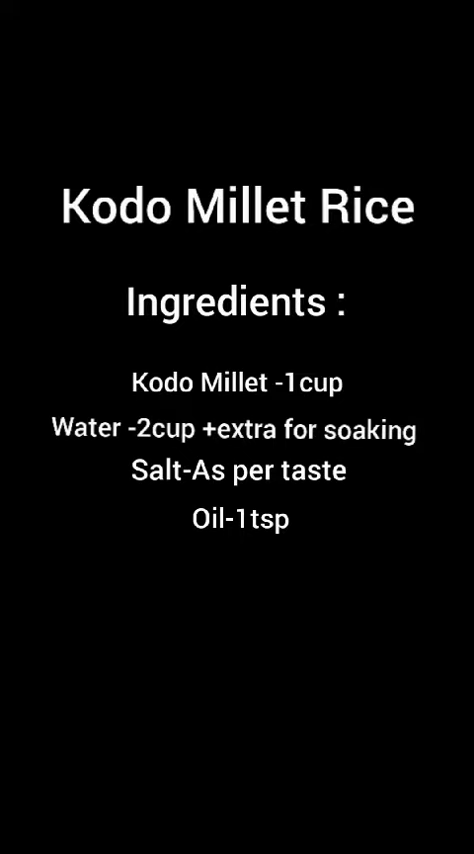 Kodo Millet Rice
Ingredients :
Kodo Millet -1cup
Water -2cup +extra for soaking
Salt-As per taste
Oil-1tsp